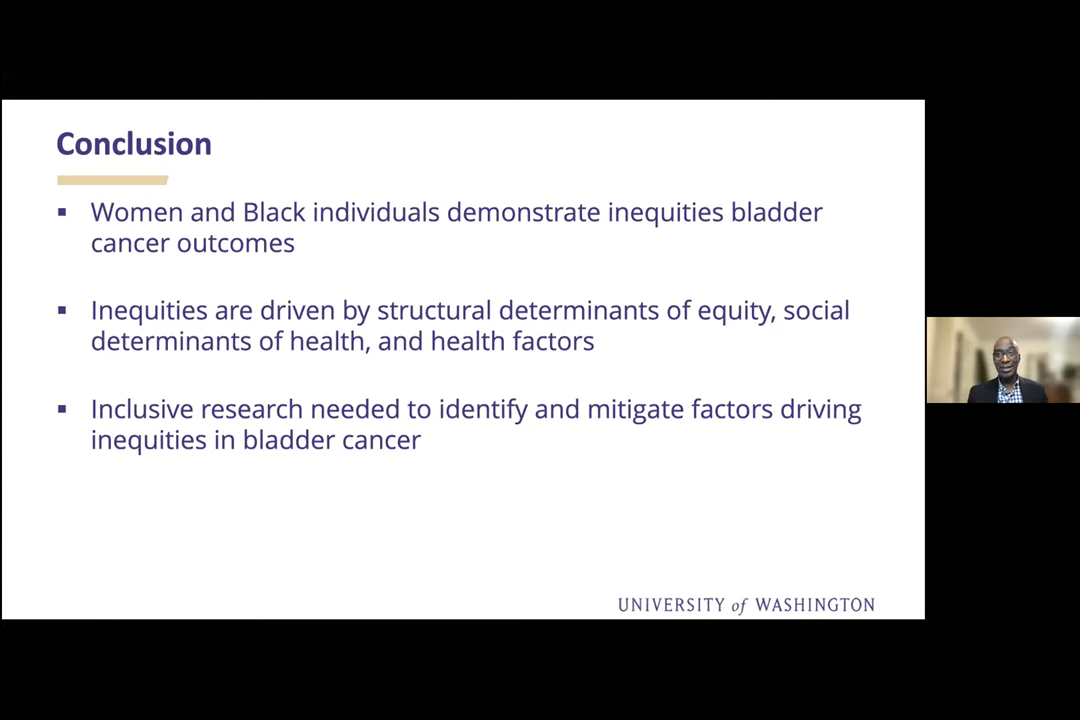 Conclusion
▪ Women and Black individuals demonstrate inequities bladder
cancer outcomes
▪ Inequities are driven by structural determinants of equity, social
determinants of health, and health factors
▪ Inclusive research needed to identify and mitigate factors driving
inequities in bladder cancer
UNIVERSITY of WASHINGTON